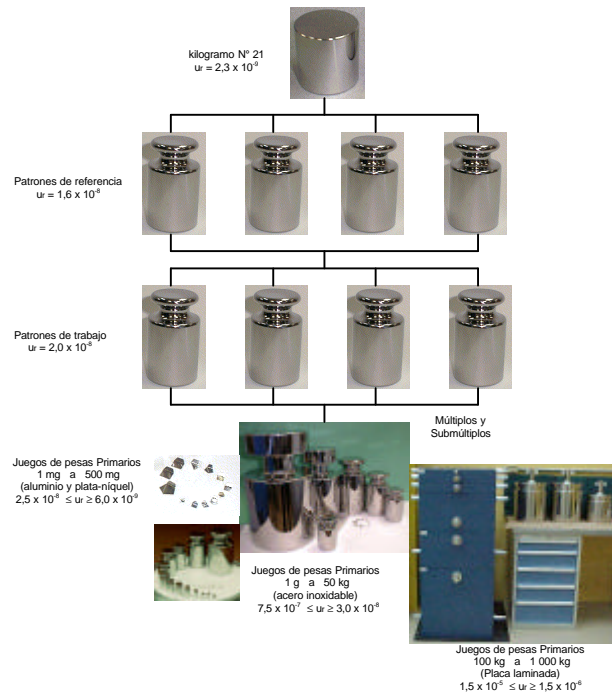 kilogramo N° 21
uᵣ = 2,3 x 10⁻⁹
Patrones de referencia
uᵣ = 1,6 x 10⁻⁸
Patrones de trabajo
uᵣ = 2,0 x 10⁻⁸
Múltiplos y
Submúltiplos
Juegos de pesas Primarios
1 mg a 500 mg
(aluminio y plata-níquel)
2,5 x 10⁻⁸ ≤ uᵣ ≥ 6,0 x 10⁻⁹
Juegos de pesas Primarios
1 g a 50 kg
(acero inoxidable)
7,5 x 10⁻⁷ ≤ uᵣ ≥ 3,0 x 10⁻⁸
Juegos de pesas Primarios
100 kg a 1 000 kg
(Placa laminada)
1,5 x 10⁻⁵ ≤ uᵣ ≥ 1,5 x 10⁻⁶